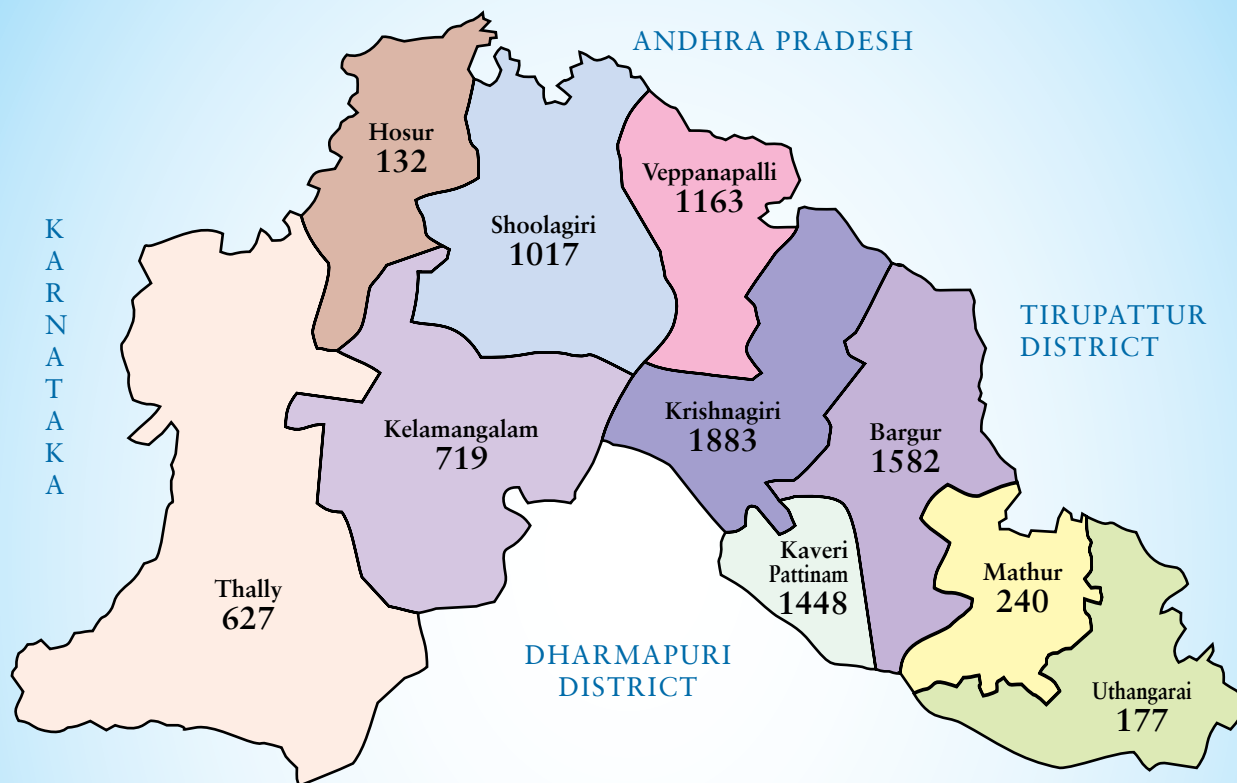 ANDHRA PRADESH
Hosur
132
Veppanapalli
1163
Shoolagiri
1017
K
A
R
N
A
T
A
K
A
TIRUPATTUR
DISTRICT
Krishnagiri
1883
Kelamangalam
719
Bargur
1582
Kaveri
Pattinam
1448
Mathur
240
Thally
627
DHARMAPURI
DISTRICT
Uthangarai
177